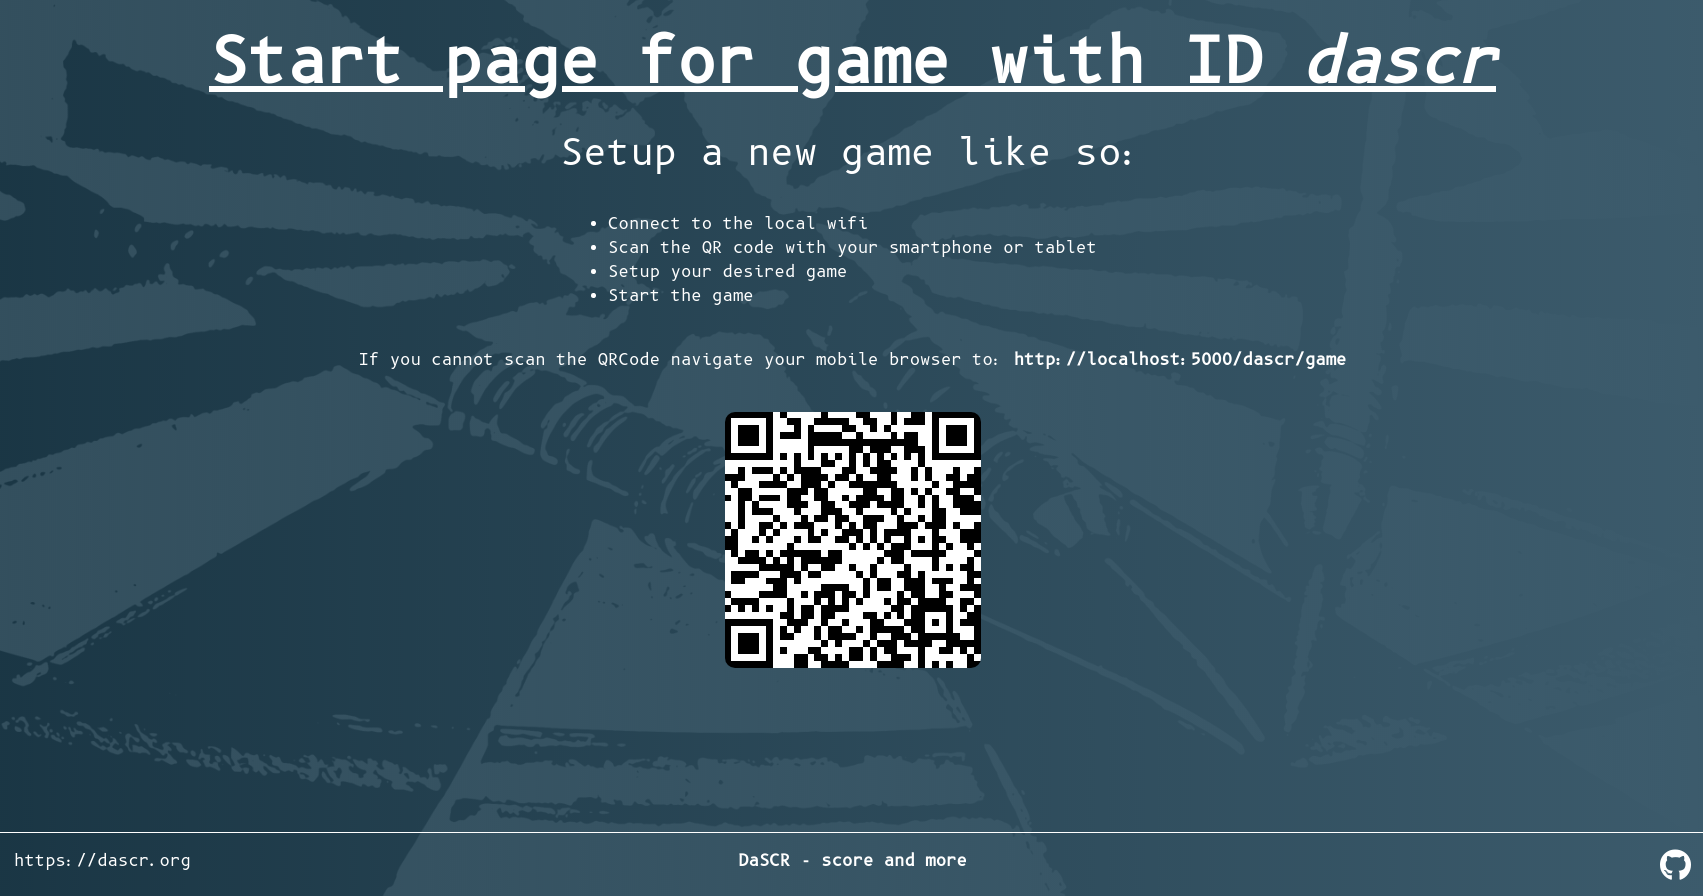 Start page for game with ID dascr
Setup a new game like so:
• Connect to the local wifi
• Scan the QR code with your smartphone or tablet
• Setup your desired game
• Start the game
If you cannot scan the QRCode navigate your mobile browser to: http://localhost:5000/dascr/game
https://dascr.org
DaSCR - score and more